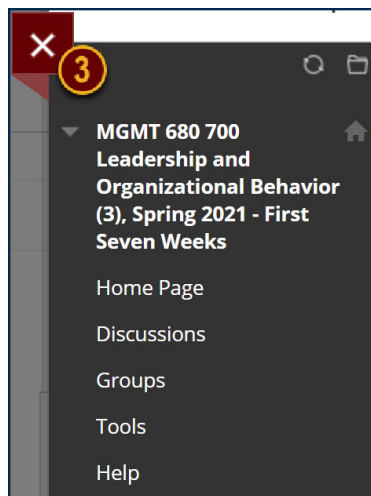 3
MGMT 680 700
Leadership and
Organizational Behavior
(3), Spring 2021 - First
Seven Weeks
Home Page
Discussions
Groups
Tools
Help